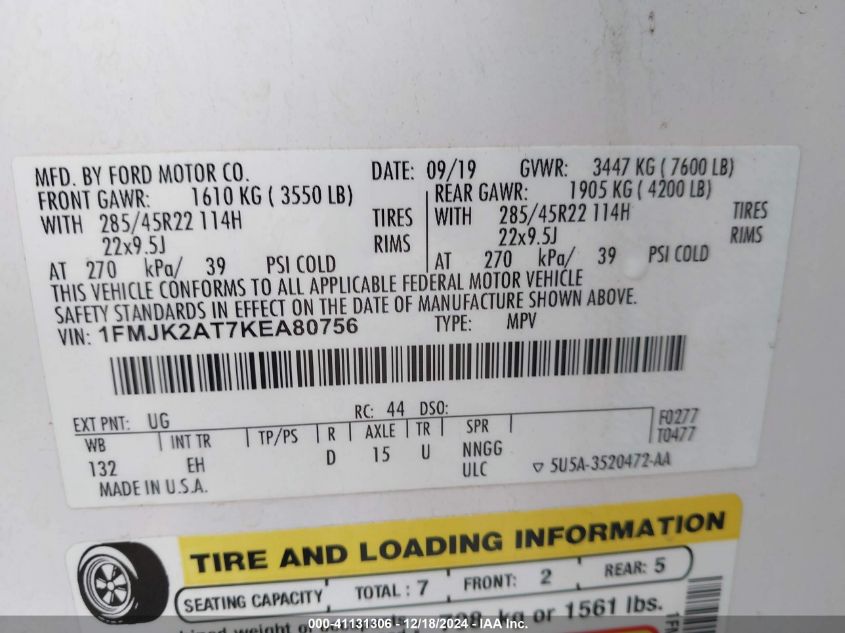 MFD. BY FORD MOTOR CO. DATE: 09/19 GVWR: 3447 KG ( 7600 LB)
FRONT GAWR: 1610 KG ( 3550 LB) REAR GAWR: 1905 KG ( 4200 LB)
WITH 285/45R22 114H TIRES WITH 285/45R22 114H TIRES
22x9.5J RIMS 22x9.5J RIMS
AT 270 kPa/ 39 PSI COLD AT 270 kPa/ 39 PSI COLD
THIS VEHICLE CONFORMS TO ALL APPLICABLE FEDERAL MOTOR VEHICLE
SAFETY STANDARDS IN EFFECT ON THE DATE OF MANUFACTURE SHOWN ABOVE.
VIN: 1FMJK2AT7KEA80756 TYPE: MPV
EXT PNT: UG RC: 44 DSO: F0277
WB INT TR TP/PS R AXLE TR SPR T0477
132 EH D 15 U NNGG
ULC 5U5A-3520472-AA
MADE IN U.S.A.
TIRE AND LOADING INFORMATION
SEATING CAPACITY TOTAL : 7 FRONT: 2 REAR: 5
kg or 1561 lbs.
000-41131306 - 12/18/2024 - IAA Inc.